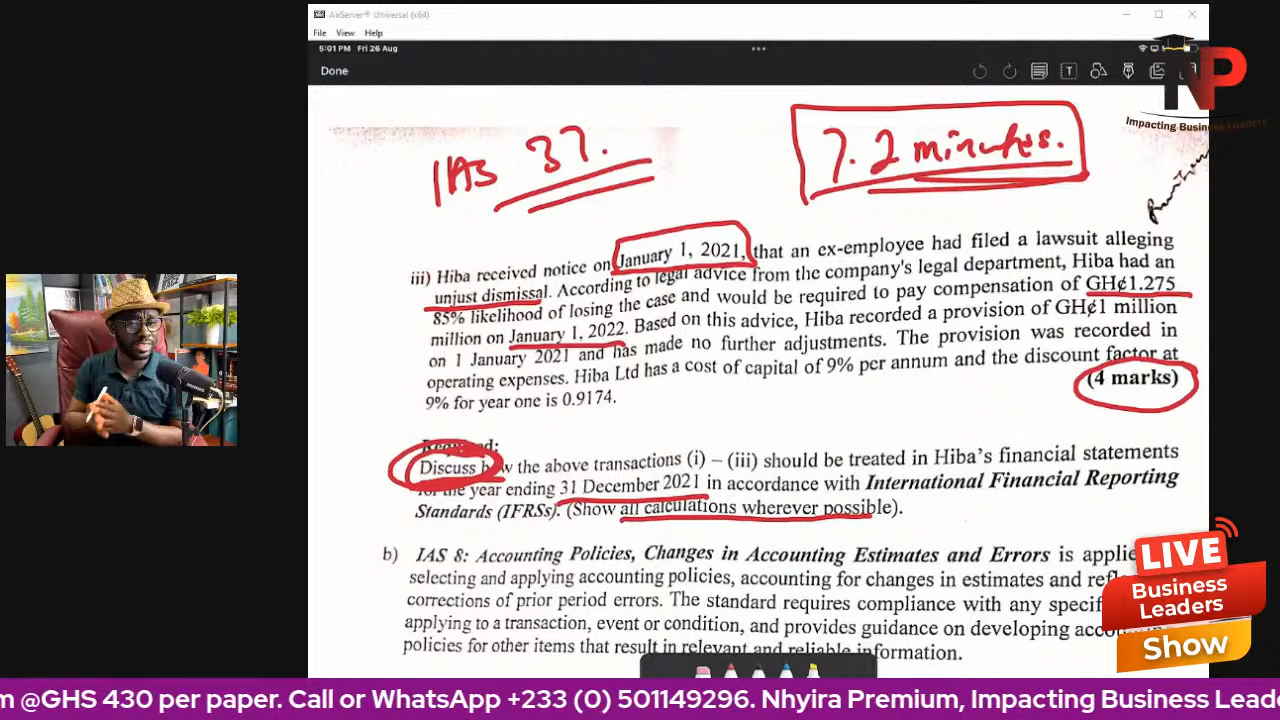 AirServer® Universal (x64)
File View Help
5:01 PM Fri 26 Aug
Done
NP
Impacting Business Leaders
IAS 37.
7.2 minutes.
iii) Hiba received notice on January 1, 2021, that an ex-employee had filed a lawsuit alleging
unjust dismissal. According to legal advice from the company's legal department, Hiba had an
85% likelihood of losing the case and would be required to pay compensation of GH¢1.275
million on January 1, 2022. Based on this advice, Hiba recorded a provision of GH¢1 million
on 1 January 2021 and has made no further adjustments. The provision was recorded in
operating expenses. Hiba Ltd has a cost of capital of 9% per annum and the discount factor at
9% for year one is 0.9174.
(4 marks)
Required:
Discuss how the above transactions (i) – (iii) should be treated in Hiba's financial statements
for the year ending 31 December 2021 in accordance with International Financial Reporting
Standards (IFRSs). (Show all calculations wherever possible).
b) IAS 8: Accounting Policies, Changes in Accounting Estimates and Errors is applied
selecting and applying accounting policies, accounting for changes in estimates and
corrections of prior period errors. The standard requires compliance with any
applying to a transaction, event or condition, and provides guidance on developing
policies for other items that result in relevant and reliable information.
LIVE
Business
Leaders
Show
m @GHS 430 per paper. Call or WhatsApp +233 (0) 501149296. Nhyira Premium, Impacting Business Lead